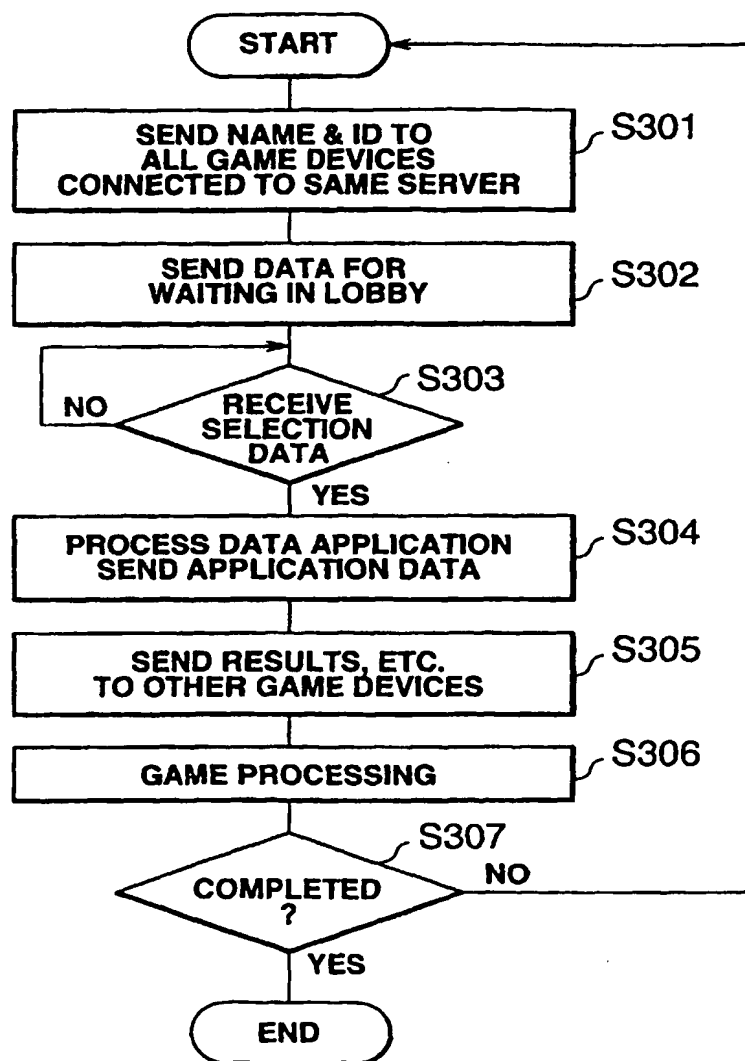 START
SEND NAME & ID TO
ALL GAME DEVICES
CONNECTED TO SAME SERVER
S301
SEND DATA FOR
WAITING IN LOBBY
S302
S303
NO
RECEIVE
SELECTION
DATA
YES
PROCESS DATA APPLICATION
SEND APPLICATION DATA
S304
SEND RESULTS, ETC.
TO OTHER GAME DEVICES
S305
GAME PROCESSING
S306
S307
COMPLETED
?
NO
YES
END